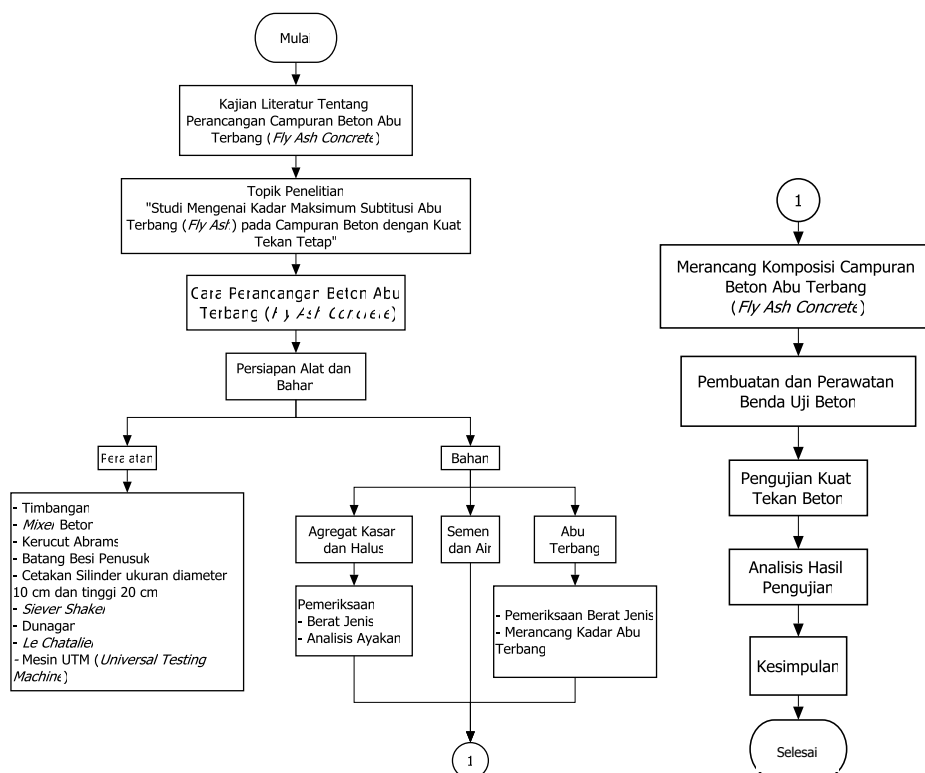 Mulai
Kajian Literatur Tentang
Perancangan Campuran Beton Abu
Terbang (Fly Ash Concrete)
Topik Penelitian
"Studi Mengenai Kadar Maksimum Subtitusi Abu
Terbang (Fly Ash) pada Campuran Beton dengan Kuat
Tekan Tetap"
Cara Perancangan Beton Abu
Terbang (Fly Ash Concrete)
Persiapan Alat dan
Bahan
Peralatan
- Timbangan
- Mixer Beton
- Kerucut Abrams
- Batang Besi Penusuk
- Cetakan Silinder ukuran diameter
10 cm dan tinggi 20 cm
- Siever Shaker
- Dunagan
- Le Chatalier
- Mesin UTM (Universal Testing
Machine)
Bahan
Agregat Kasar
dan Halus
Semen
dan Air
Abu
Terbang
Pemeriksaan
- Berat Jenis
- Analisis Ayakan
- Pemeriksaan Berat Jenis
- Merancang Kadar Abu
Terbang
1
1
Merancang Komposisi Campuran
Beton Abu Terbang
(Fly Ash Concrete)
Pembuatan dan Perawatan
Benda Uji Beton
Pengujian Kuat
Tekan Beton
Analisis Hasil
Pengujian
Kesimpulan
Selesai